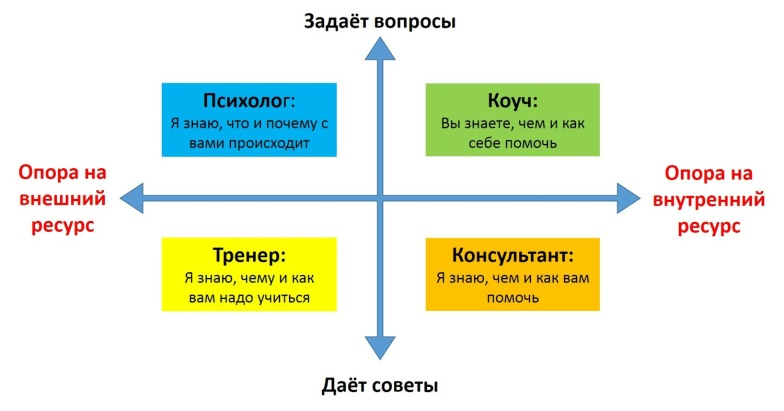 Задаёт вопросы
Психолог:
Я знаю, что и почему с
вами происходит
Коуч:
Вы знаете, чем и как
себе помочь
Опора на
внешний
ресурс
Опора на
внутренний
ресурс
Тренер:
Я знаю, чему и как
вам надо учиться
Консультант:
Я знаю, чем и как вам
помочь
Даёт советы